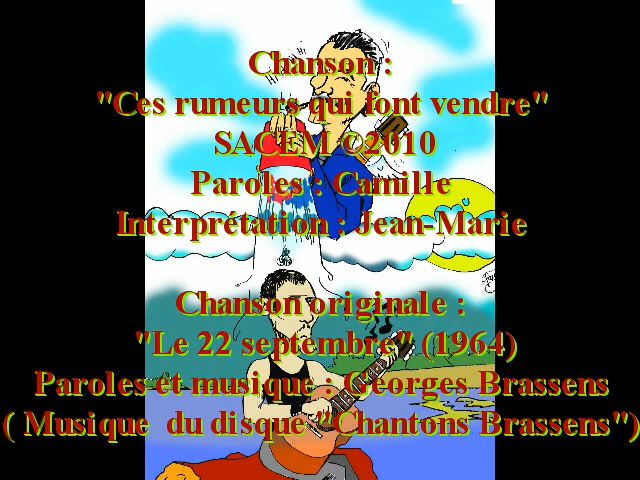 Chanson :
"Ces rumeurs qui font vendre"
SACEM ©2010
Paroles : Camille
Interprétation : Jean-Marie
Chanson originale :
"Le 22 septembre" (1964)
Paroles et musique : Georges Brassens
( Musique du disque "Chantons Brassens")